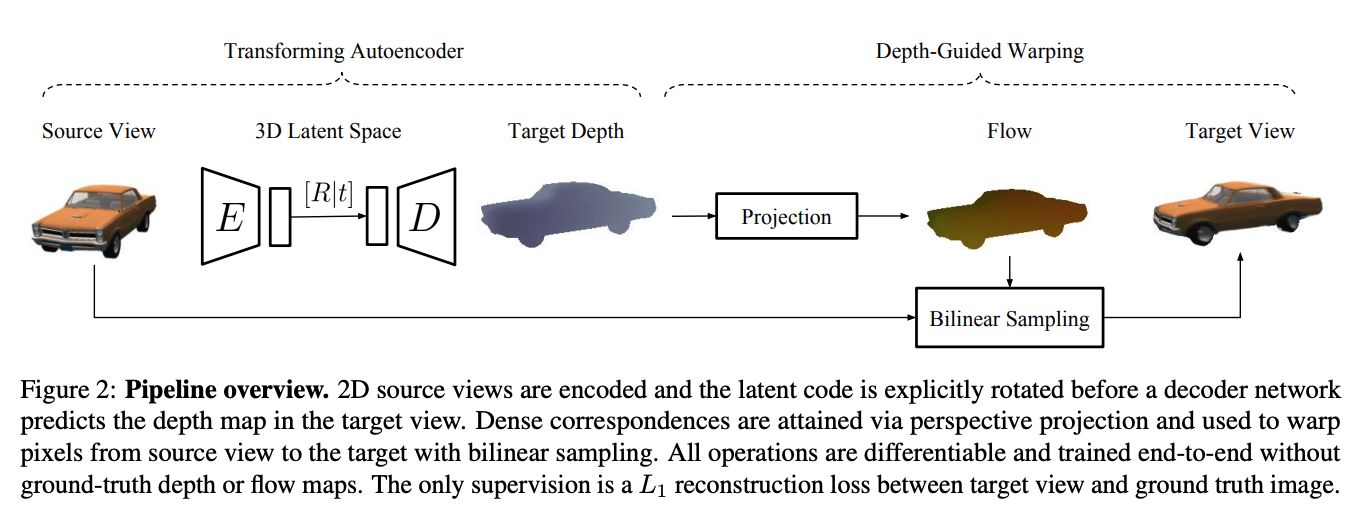 Transforming Autoencoder
Depth-Guided Warping
Source View
3D Latent Space
Target Depth
Flow
Target View
E
[R|t]
D
Projection
Bilinear Sampling
Figure 2: Pipeline overview. 2D source views are encoded and the latent code is explicitly rotated before a decoder network
predicts the depth map in the target view. Dense correspondences are attained via perspective projection and used to warp
pixels from source view to the target with bilinear sampling. All operations are differentiable and trained end-to-end without
ground-truth depth or flow maps. The only supervision is a L₁ reconstruction loss between target view and ground truth image.